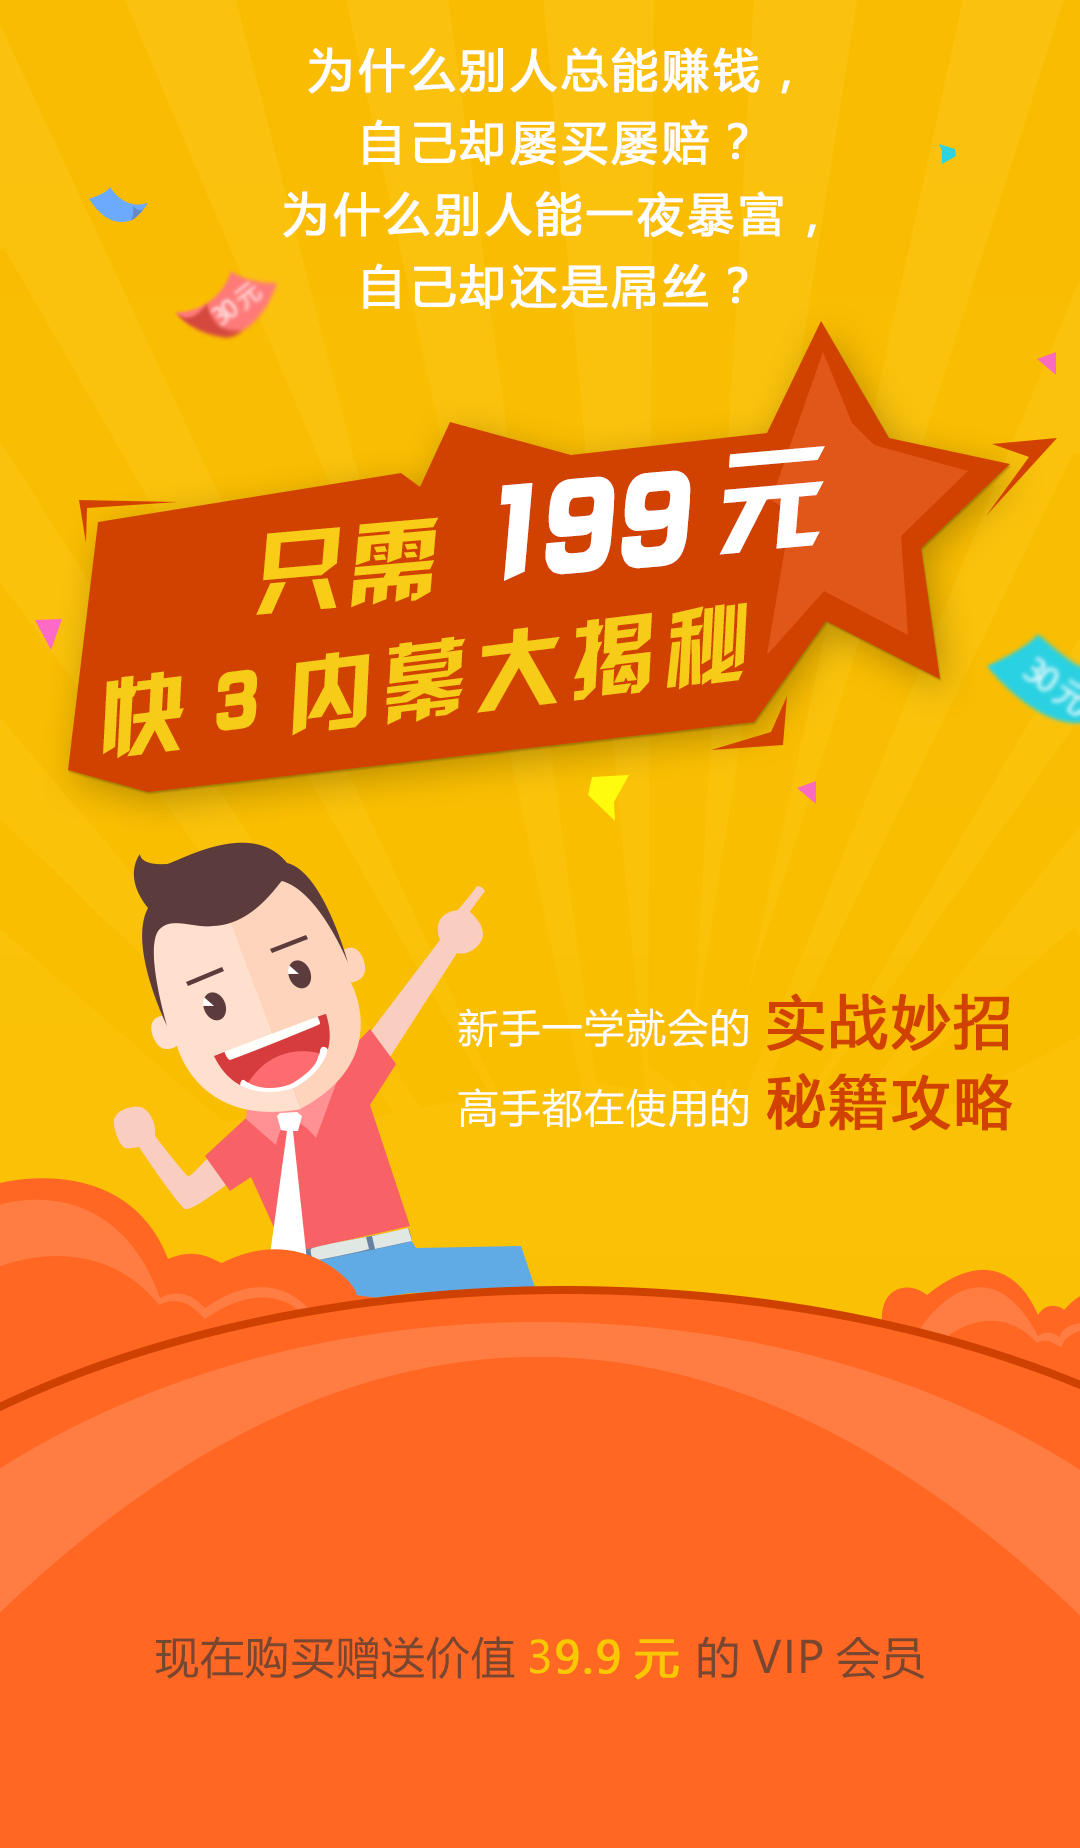 为什么别人总能赚钱，
自己却屡买屡赔？
为什么别人能一夜暴富，
自己却还是屌丝？
30元
只需 199元
快3内幕大揭秘
30元
新手一学就会的 实战妙招
高手都在使用的 秘籍攻略
现在购买赠送价值 39.9 元 的 VIP 会员